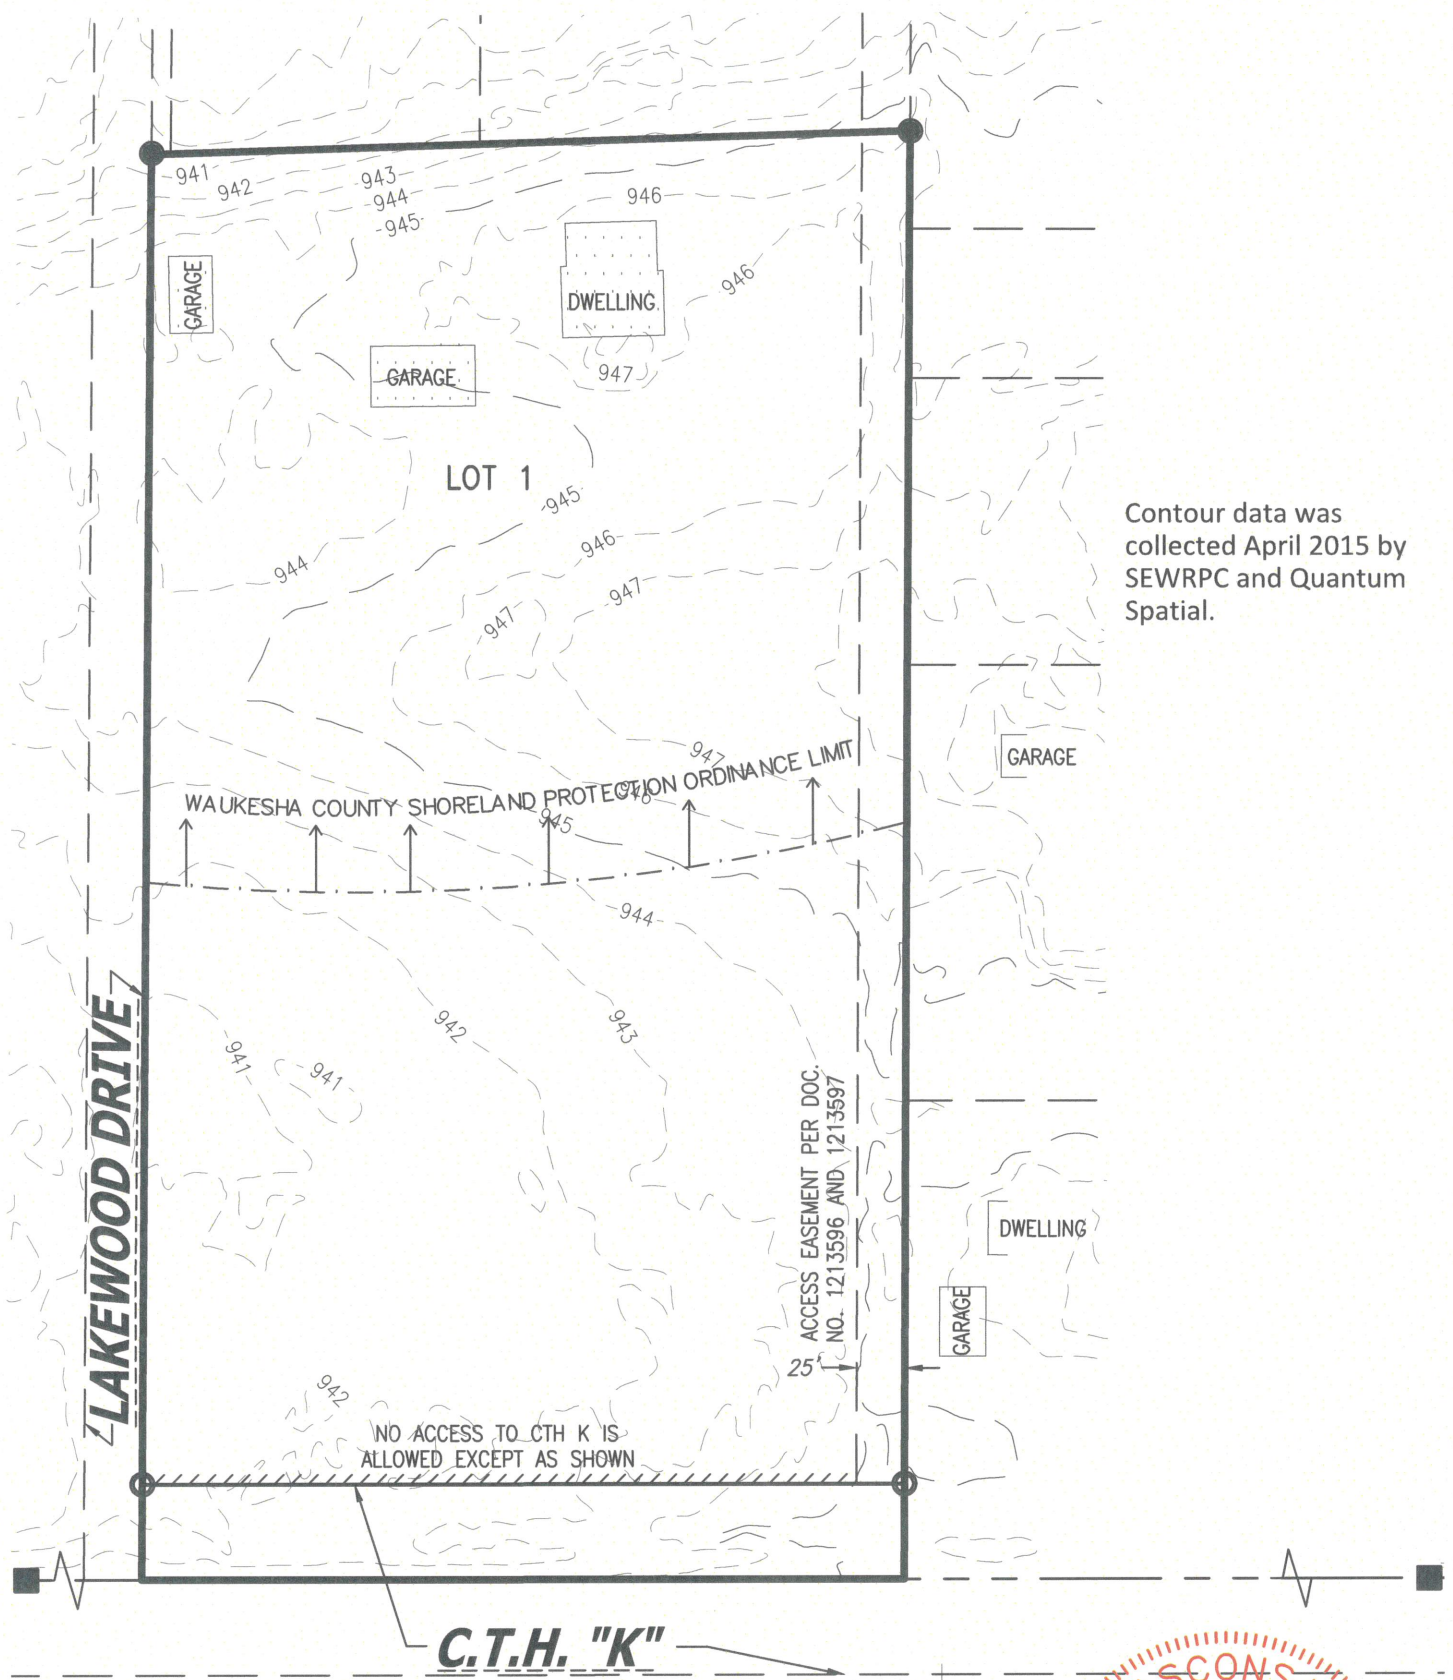 941
942
943
944
945
946
GARAGE
DWELLING
946
GARAGE
947
LOT 1
945
946
944
947
947
Contour data was
collected April 2015 by
SEWRPC and Quantum
Spatial.
947
GARAGE
WAUKESHA COUNTY SHORELAND PROTECTION ORDINANCE LIMIT
946
945
944
942
943
941
941
LAKEWOOD DRIVE
ACCESS EASEMENT PER DOC.
NO. 1213596 AND 1213597
DWELLING
GARAGE
25'
942
NO ACCESS TO CTH K IS
ALLOWED EXCEPT AS SHOWN
C.T.H. "K"
SCONS